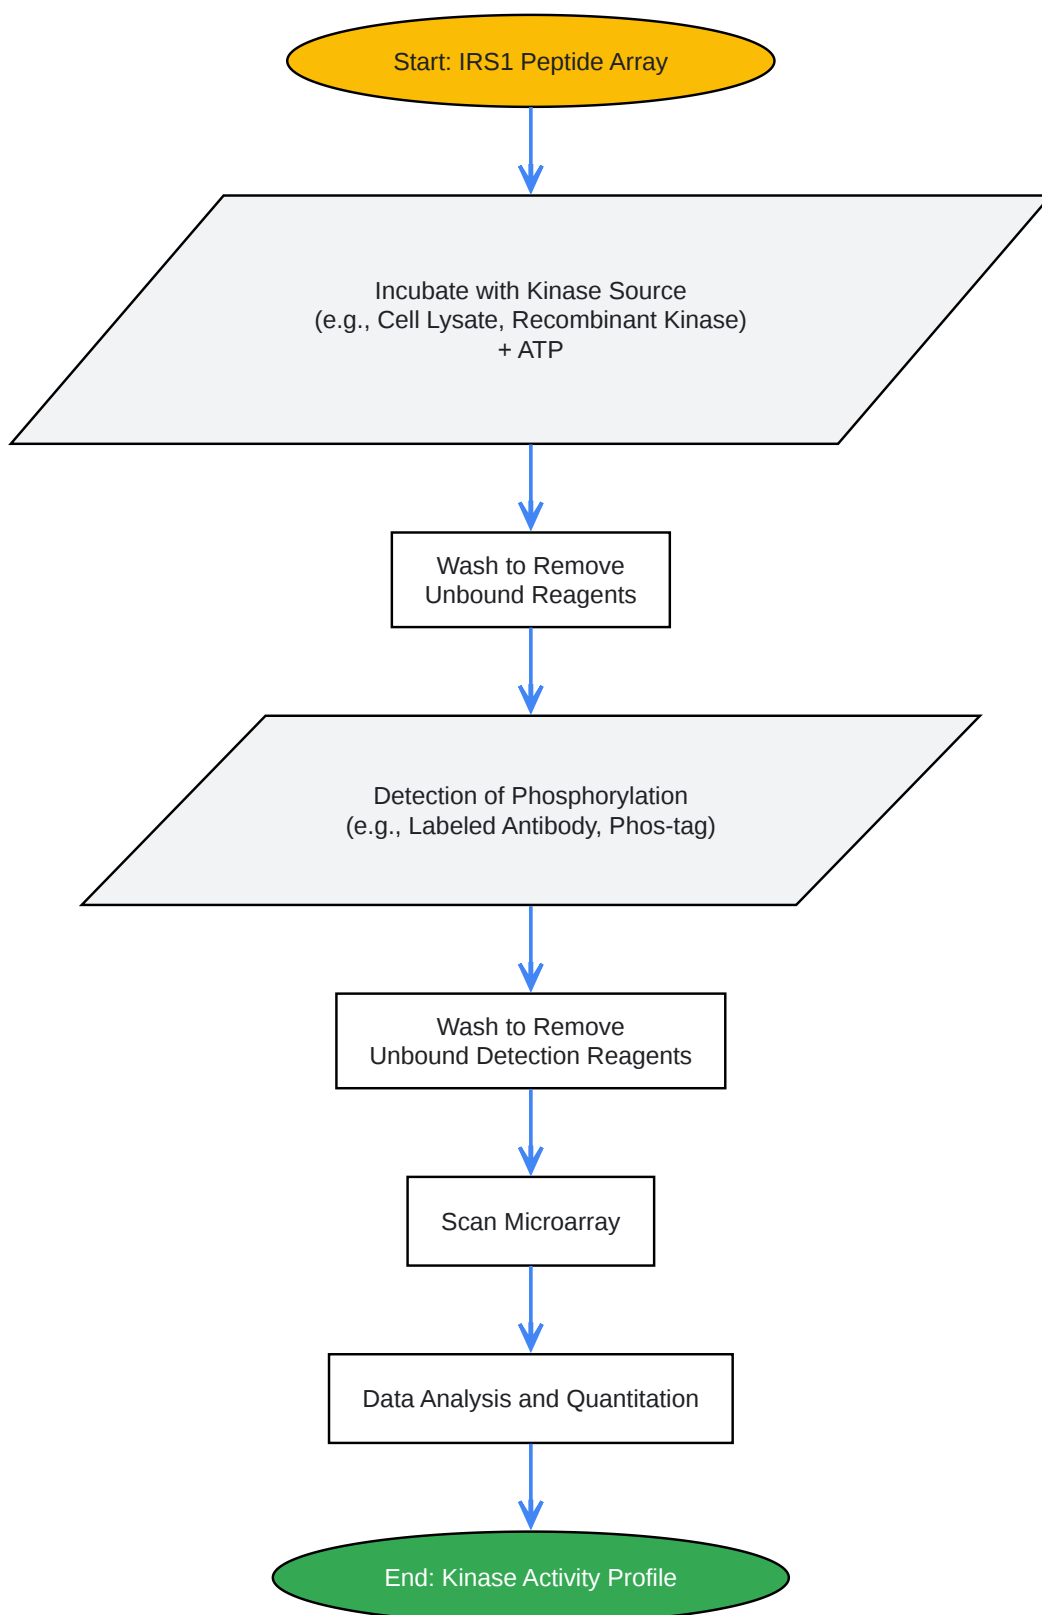 Start: IRS1 Peptide Array
Incubate with Kinase Source
(e.g., Cell Lysate, Recombinant Kinase)
+ ATP
Wash to Remove
Unbound Reagents
Detection of Phosphorylation
(e.g., Labeled Antibody, Phos-tag)
Wash to Remove
Unbound Detection Reagents
Scan Microarray
Data Analysis and Quantitation
End: Kinase Activity Profile